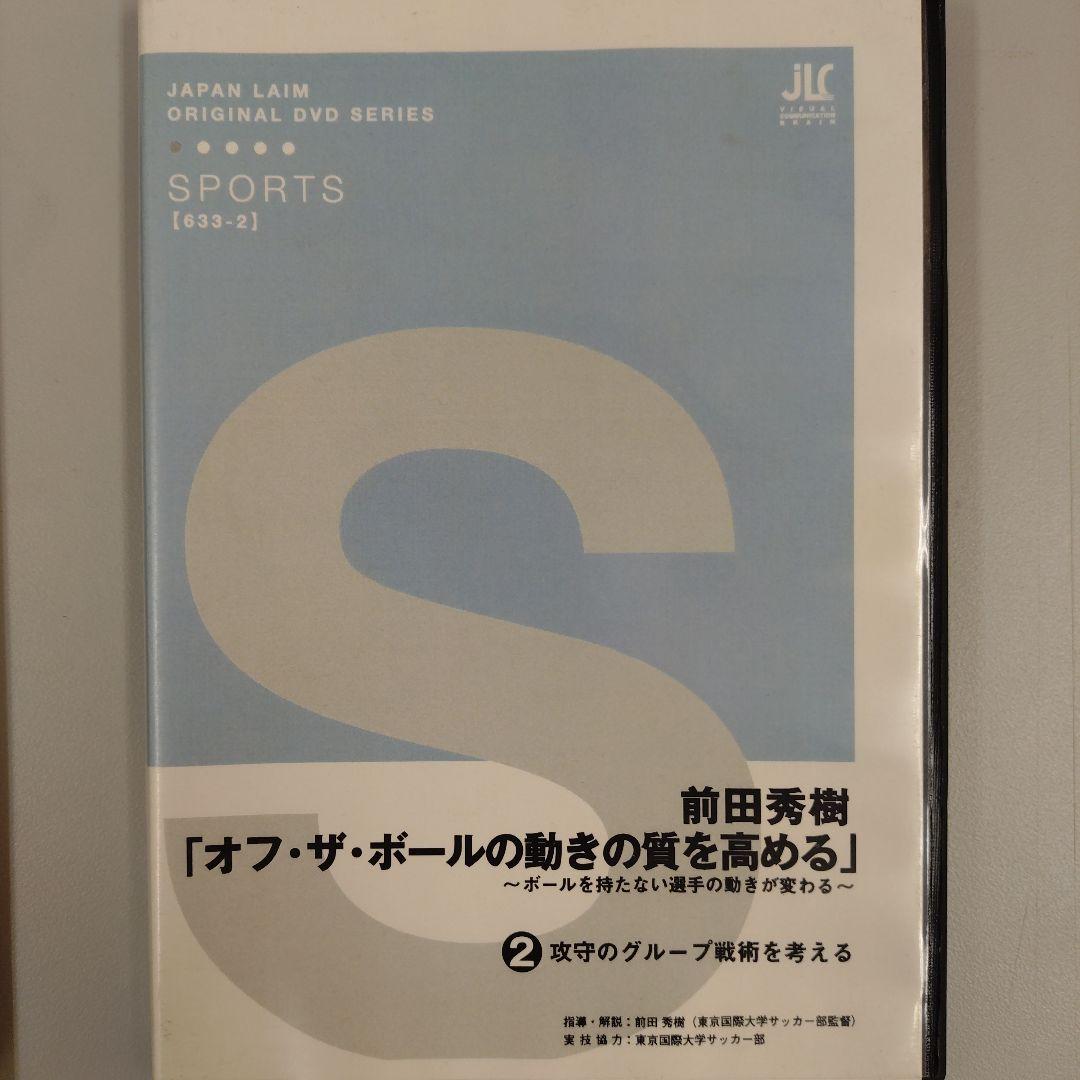 JAPAN LAIM
ORIGINAL DVD SERIES
SPORTS
【633-2】
jLC
VISUAL
COMMUNICATION
BRAIN
前田秀樹
「オフ・ザ・ボールの動きの質を高める」
～ボールを持たない選手の動きが変わる～
❷攻守のグループ戦術を考える
指導・解説：前田 秀樹（東京国際大学サッカー部監督）
実技協力：東京国際大学サッカー部
S